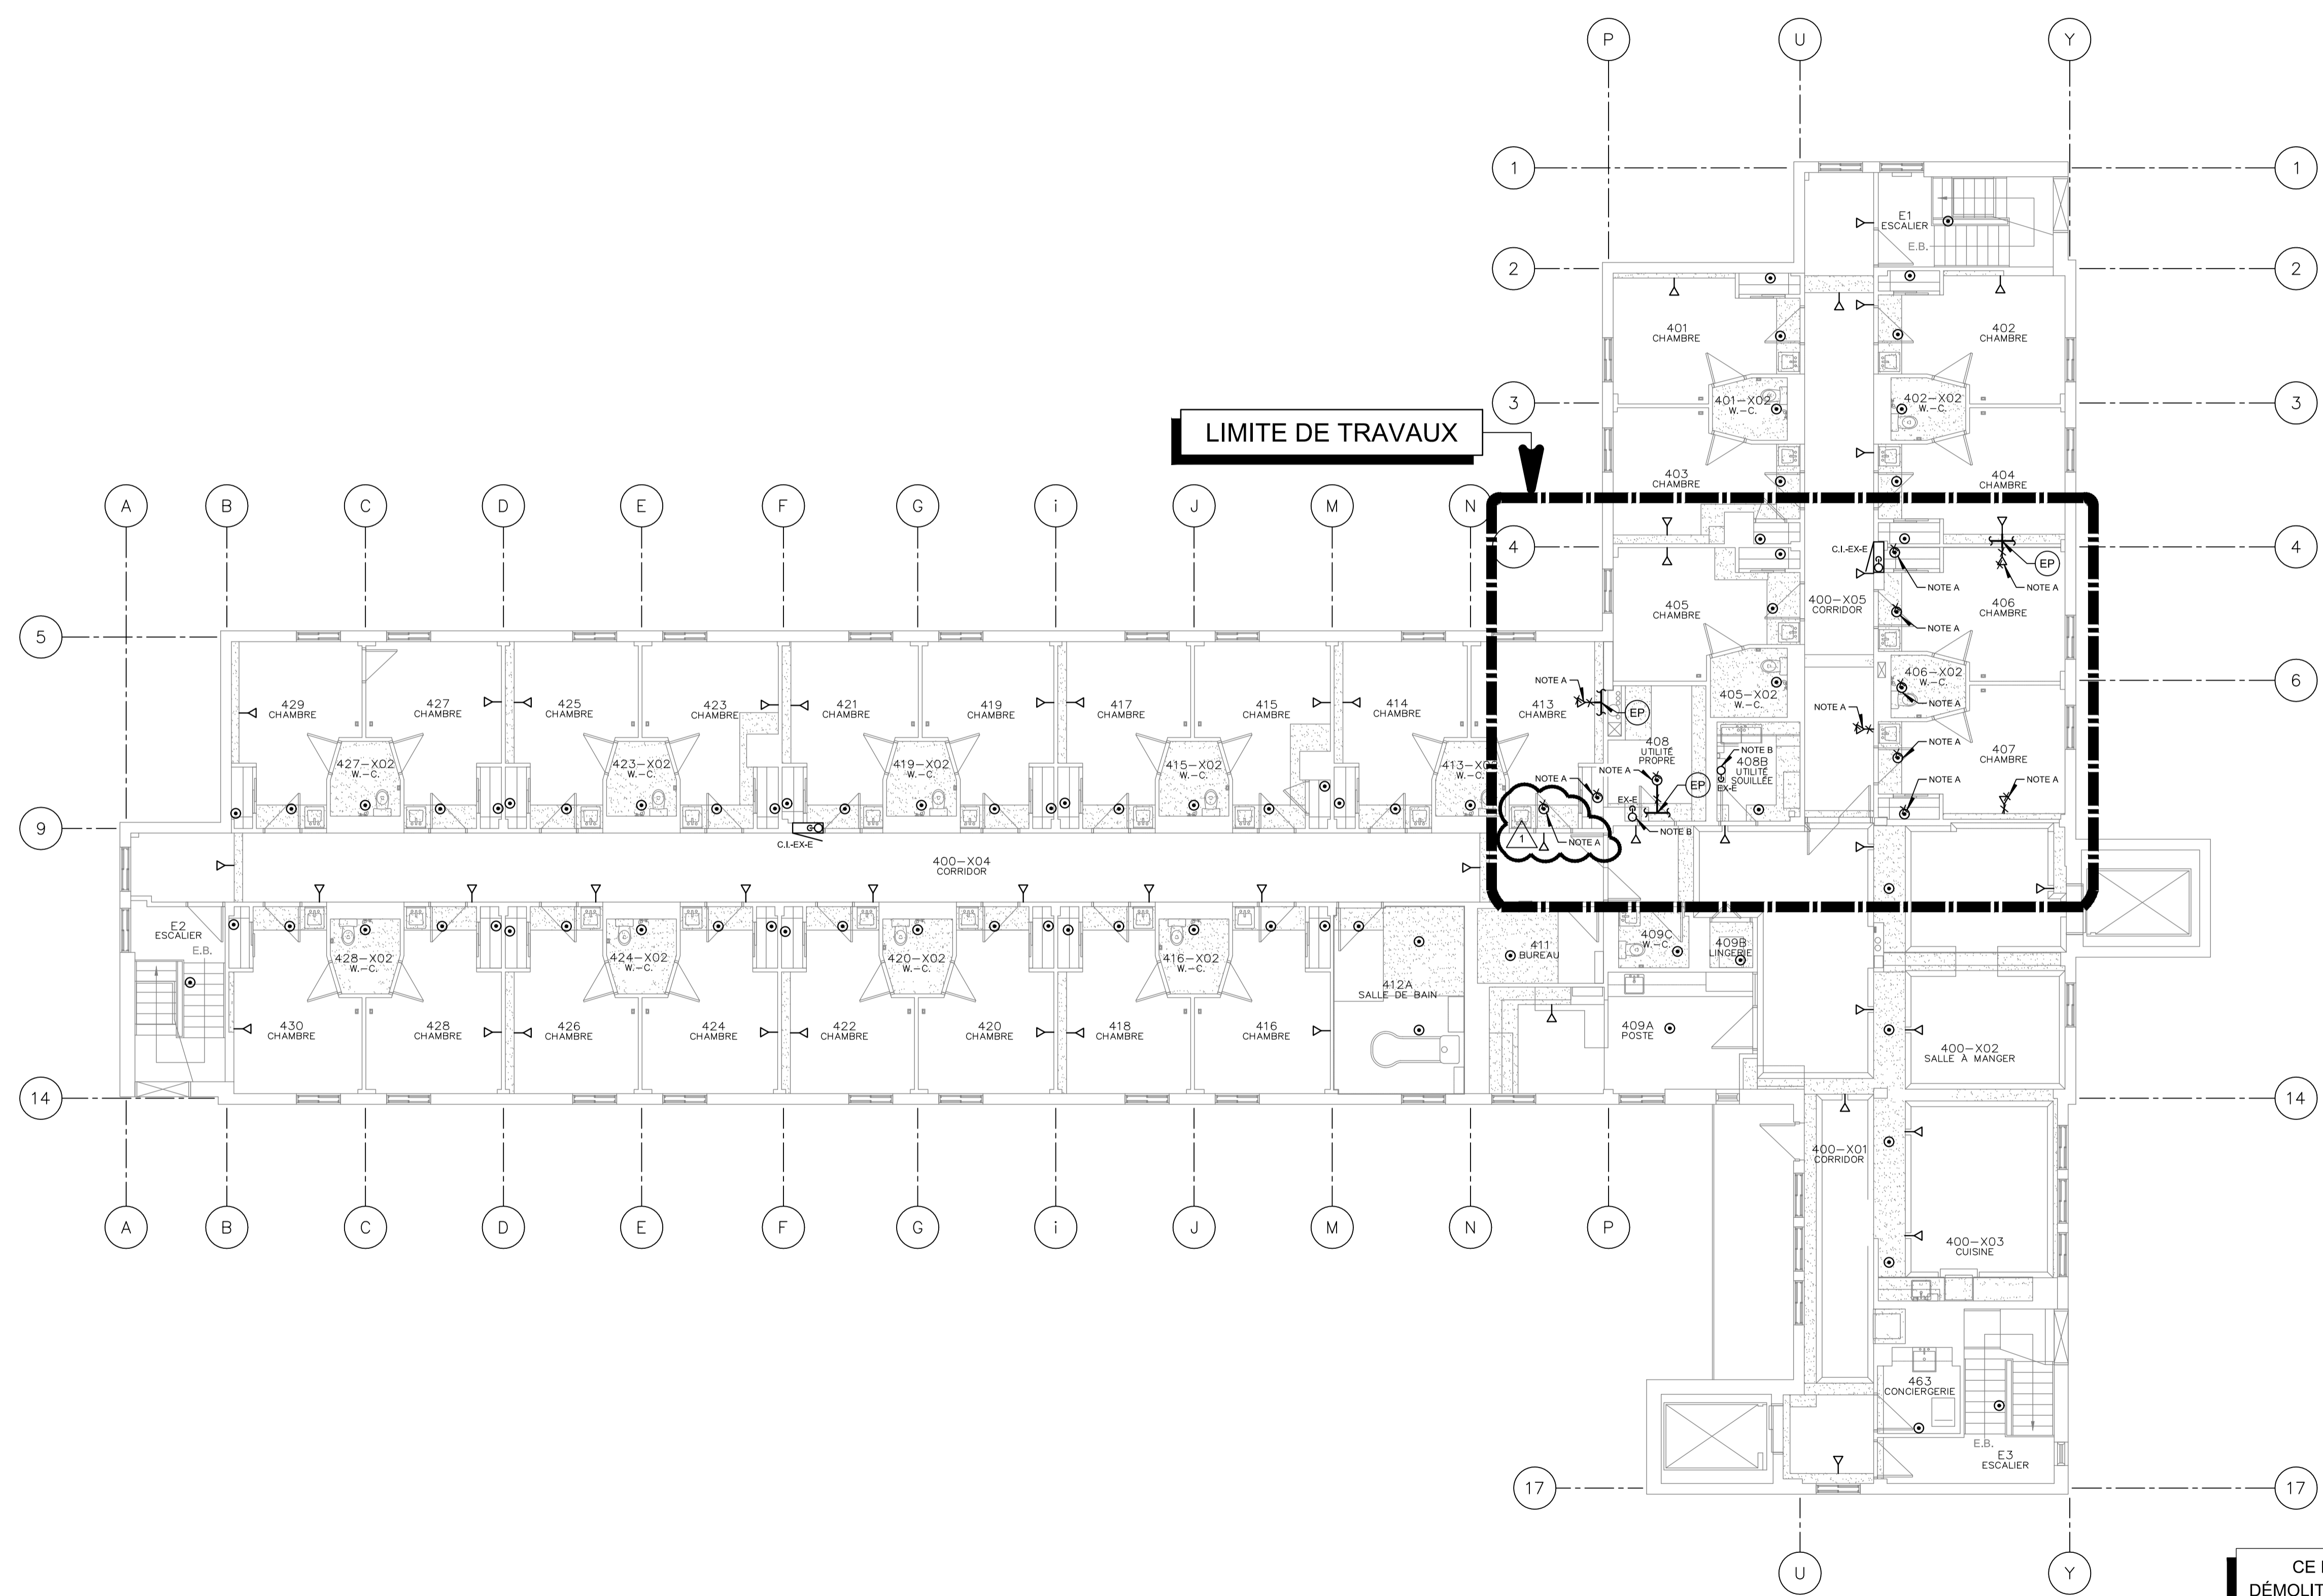 P
U
Y
1
1
E1
ESCALIER
E.B.
2
2
401
CHAMBRE
402
CHAMBRE
3
3
401-X02
W.-C.
402-X02
W.-C.
LIMITE DE TRAVAUX
403
CHAMBRE
404
CHAMBRE
A
B
C
D
E
F
G
i
J
M
N
4
4
C.I.-EX-E
EP
NOTE A
NOTE A
405
CHAMBRE
400-X05
CORRIDOR
406
CHAMBRE
NOTE A
5
6
406-X02
W.-C.
NOTE A
NOTE A
405-X02
W.-C.
NOTE A
EP
429
CHAMBRE
427
CHAMBRE
425
CHAMBRE
423
CHAMBRE
421
CHAMBRE
419
CHAMBRE
417
CHAMBRE
415
CHAMBRE
414
CHAMBRE
413
CHAMBRE
408
UTILITÉ
PROPRE
NOTE B
408B
UTILITÉ
SOUILLÉE
EX-E
NOTE A
407
CHAMBRE
427-X02
W.-C.
423-X02
W.-C.
419-X02
W.-C.
415-X02
W.-C.
413-X02
W.-C.
NOTE A
NOTE A
EP
NOTE A
NOTE A
EX-E
NOTE B
9
C.I.-EX-E
1
NOTE A
400-X04
CORRIDOR
E2
ESCALIER
E.B.
428-X02
W.-C.
424-X02
W.-C.
420-X02
W.-C.
416-X02
W.-C.
411
BUREAU
409C
W.-C.
409B
LINGERIE
412A
SALLE DE BAIN
430
CHAMBRE
428
CHAMBRE
426
CHAMBRE
424
CHAMBRE
422
CHAMBRE
420
CHAMBRE
418
CHAMBRE
416
CHAMBRE
409A
POSTE
400-X02
SALLE À MANGER
14
14
400-X01
CORRIDOR
A
B
C
D
E
F
G
i
J
M
N
P
400-X03
CUISINE
463
CONCIERGERIE
E.B.
E3
ESCALIER
17
17
U
Y
CE
DÉMOLIT